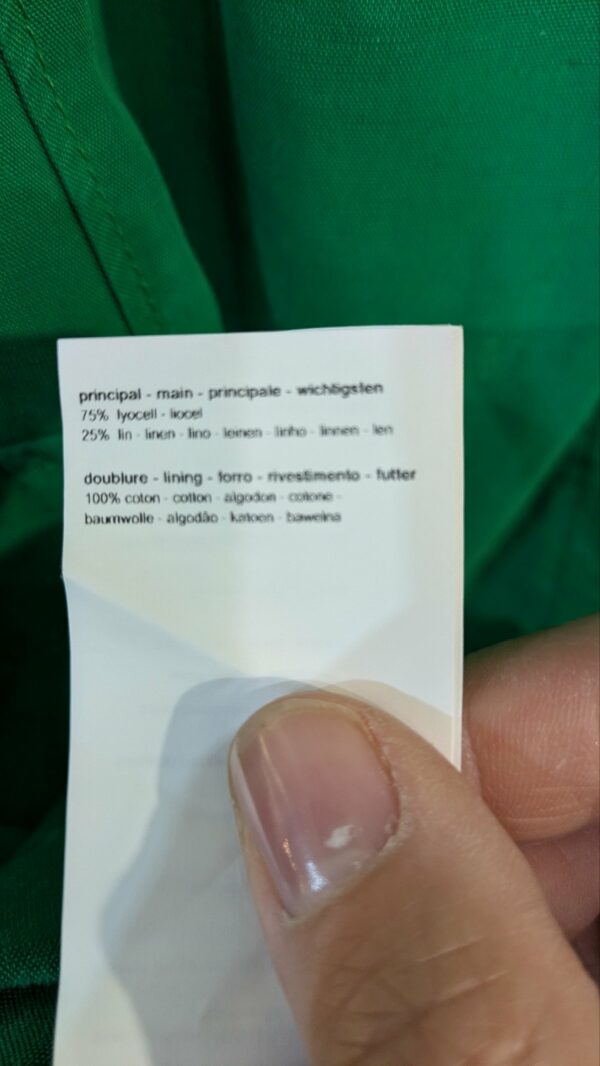 principal - main - principale - wichtigsten
75% lyocell - liocel
25% lin - linen - lino - leinen - linho - linnen - len
doublure - lining - forro - rivestimento - futter
100% coton - cotton - algodon - cotone -
baumwolle - algodão - katoen - bawelna